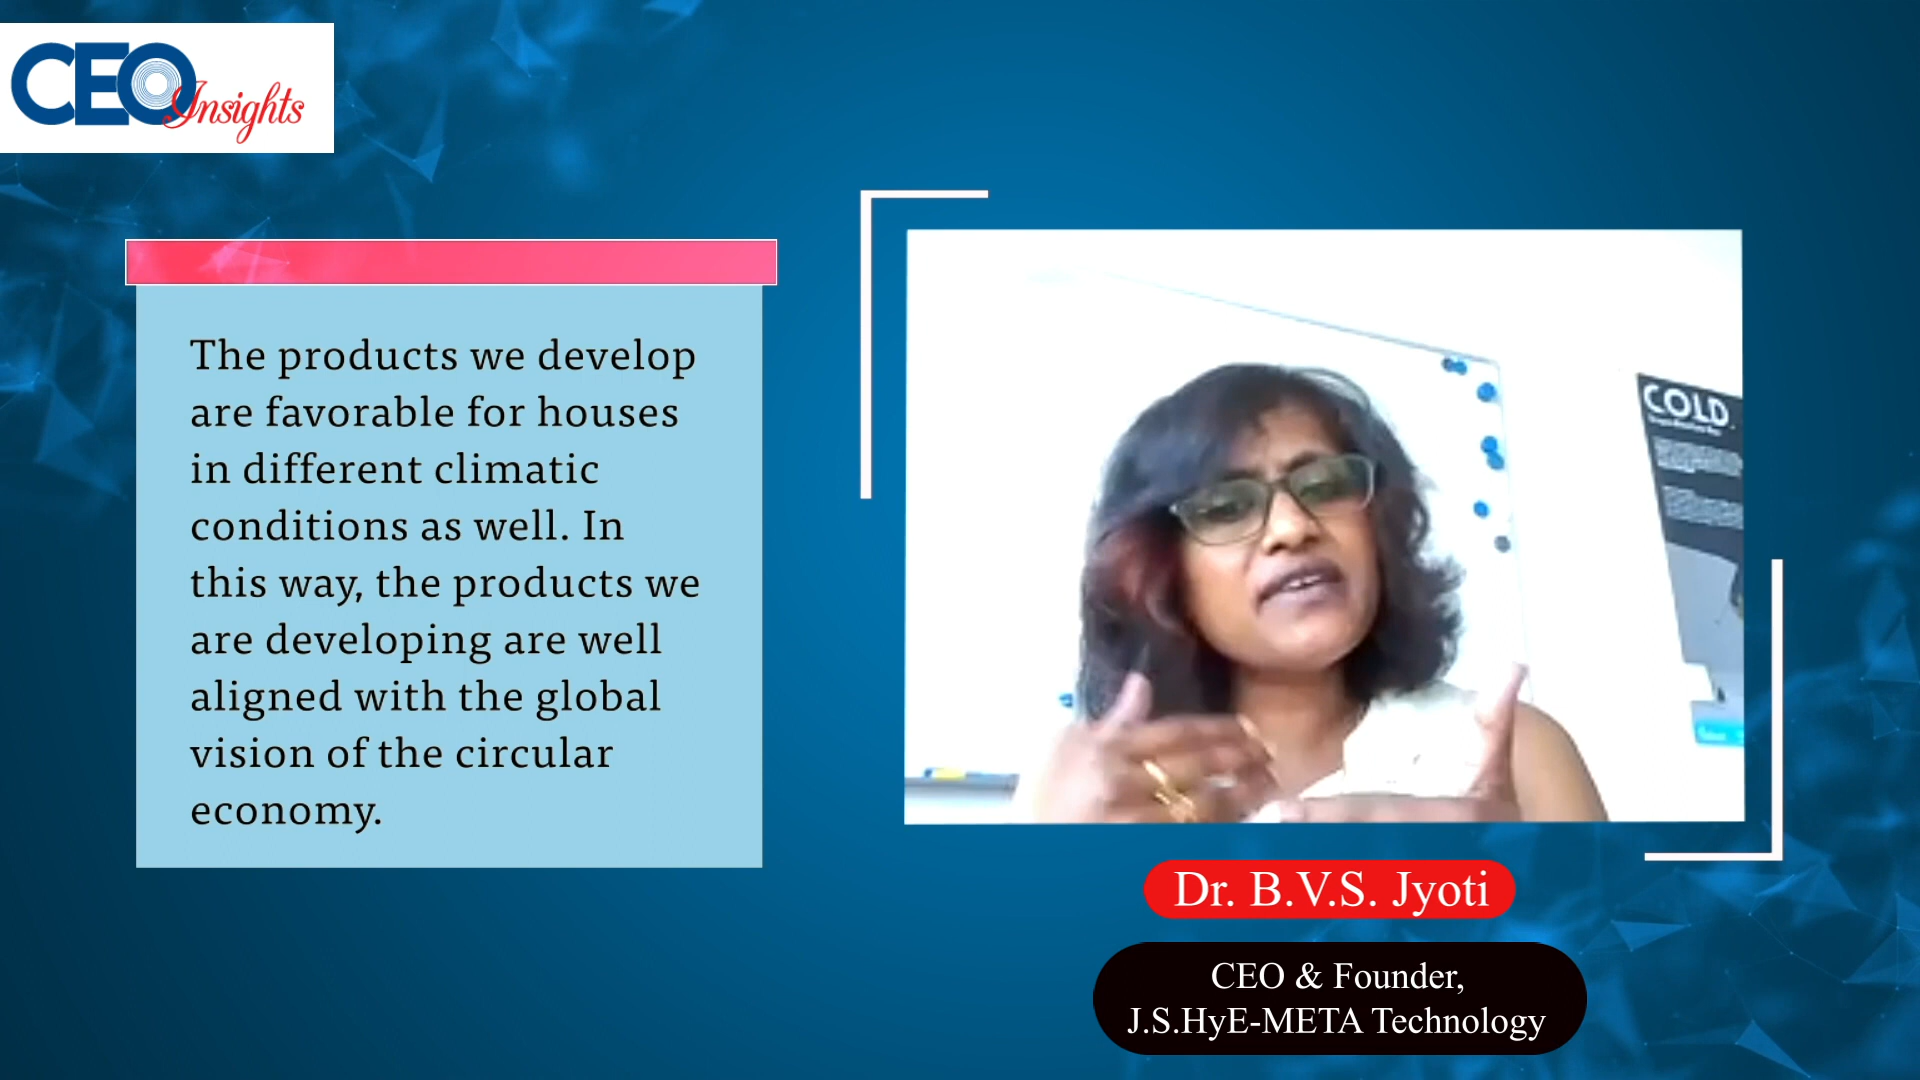 CEO Insights
The products we develop
are favorable for houses
in different climatic
conditions as well. In
this way, the products we
are developing are well
aligned with the global
vision of the circular
economy.
COLD
Dr. B.V.S. Jyoti
CEO & Founder,
J.S.HyE-META Technology